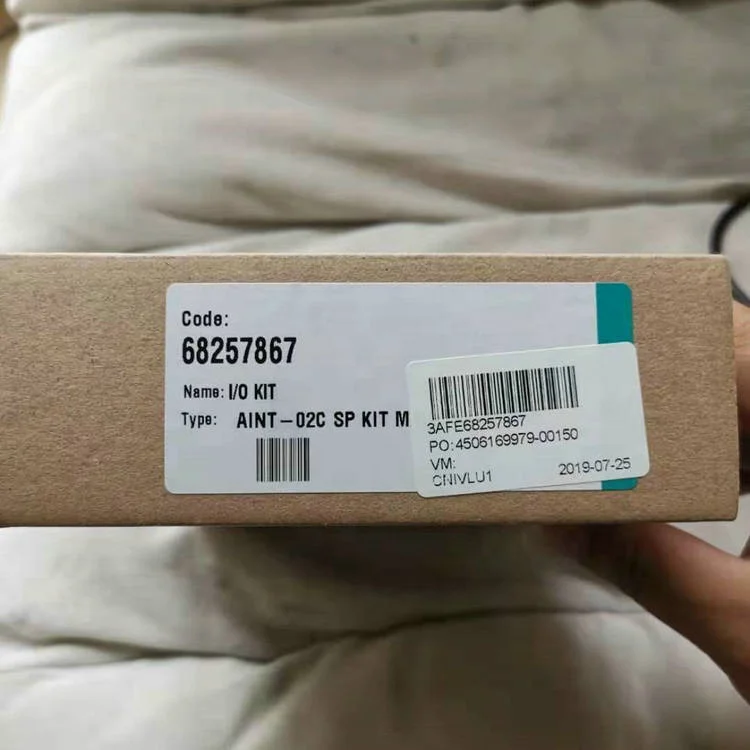 Code:
68257867
Name: I/O KIT
Type: AINT-02C SP KIT M
3AFE68257867
PO:4506169979-00150
VM:
CNIVLU1 2019-07-25